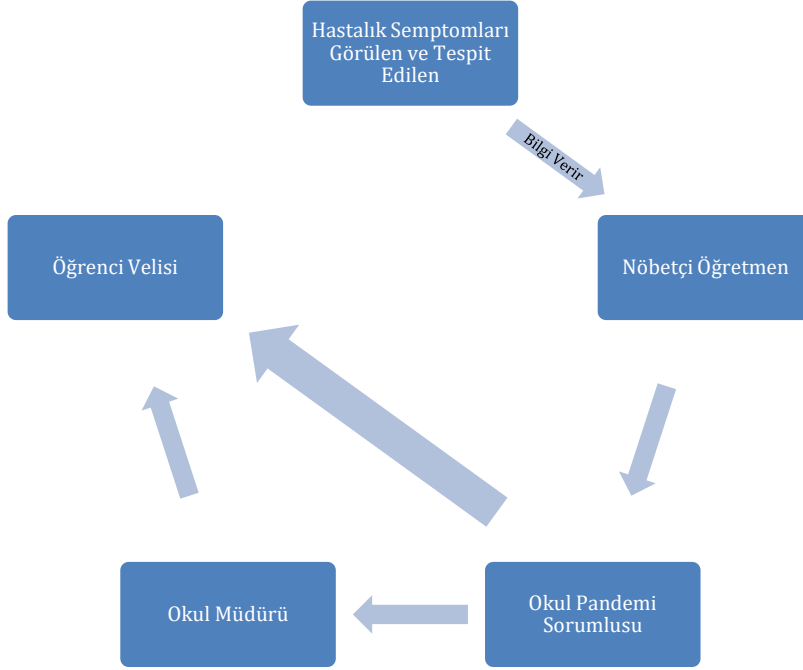 Hastalık Semptomları
Görülen ve Tespit
Edilen
Bilgi Verir
Nöbetçi Öğretmen
Okul Pandemi
Sorumlusu
Okul Müdürü
Öğrenci Velisi